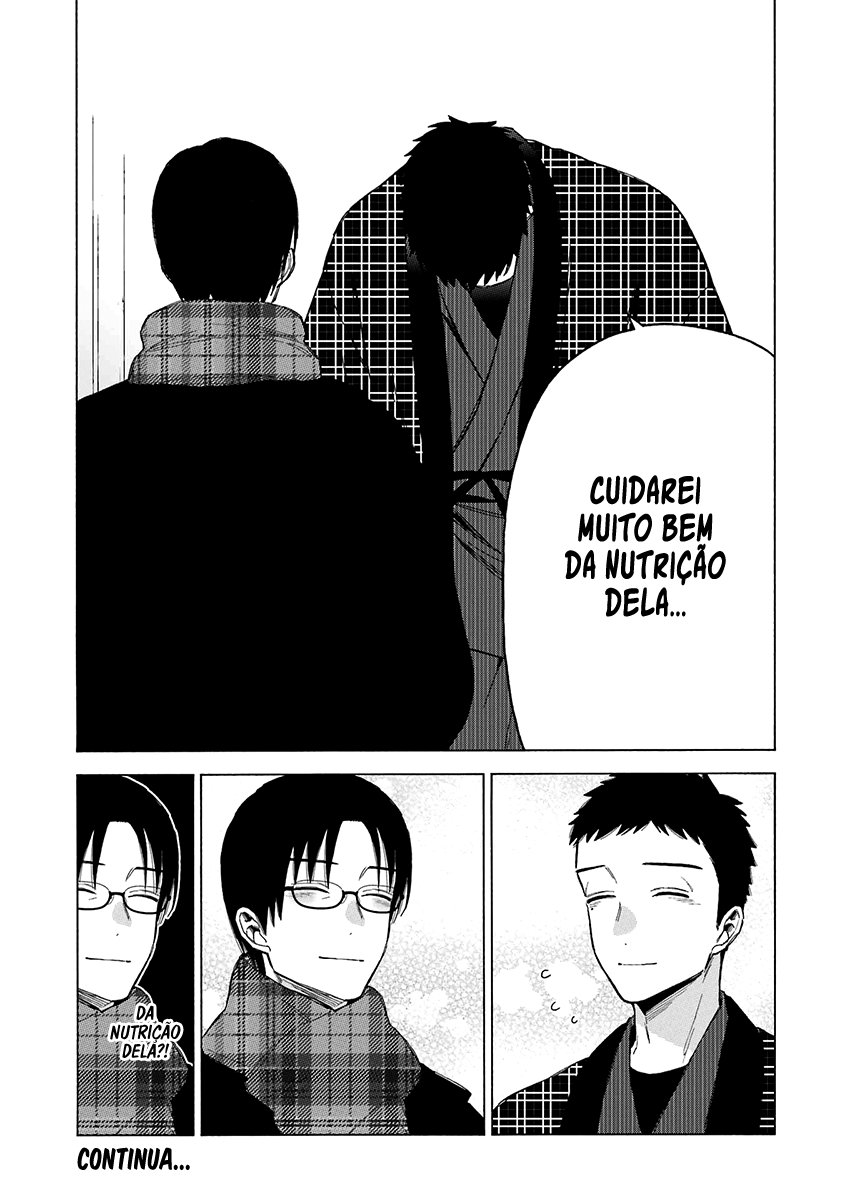 CUIDAREI
MUITO BEM
DA NUTRIÇÃO
DELA...
DA
NUTRIÇÃO
DELA?!
CONTINUA...